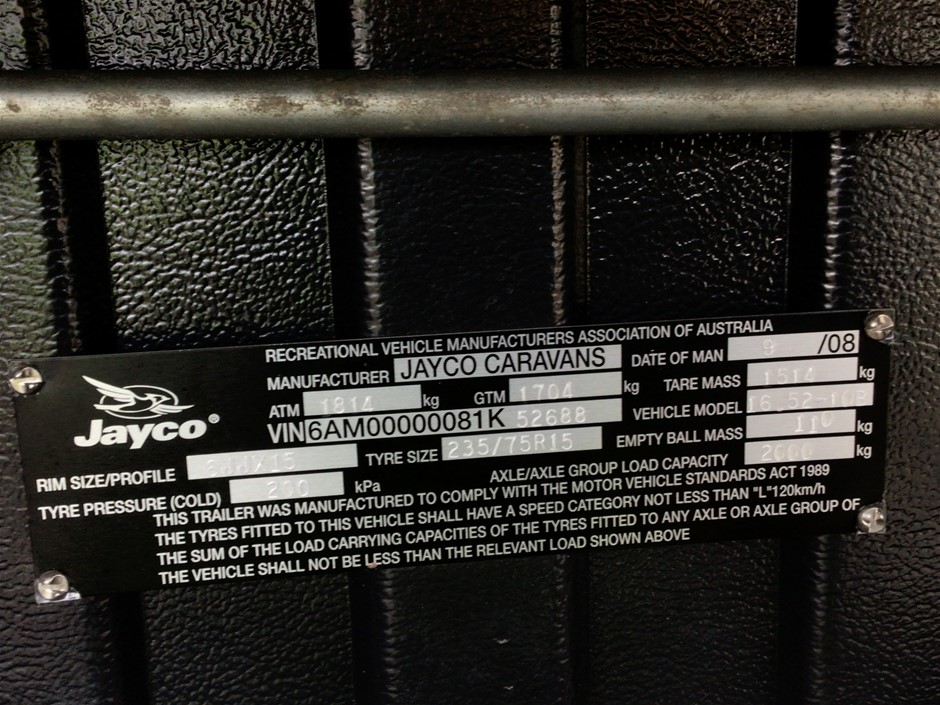 RECREATIONAL VEHICLE MANUFACTURERS ASSOCIATION OF AUSTRALIA
MANUFACTURER JAYCO CARAVANS DATE OF MAN 9 /08
ATM 1814 kg GTM 1704 kg TARE MASS 1514 kg
VIN 6AM00000081K 52688 VEHICLE MODEL
Jayco®
RIM SIZE/PROFILE TYRE SIZE 235/75R15 EMPTY BALL MASS 110 kg
TYRE PRESSURE (COLD) kPa AXLE/AXLE GROUP LOAD CAPACITY 2000 kg
THIS TRAILER WAS MANUFACTURED TO COMPLY WITH THE MOTOR VEHICLE STANDARDS ACT 1989
THE TYRES FITTED TO THIS VEHICLE SHALL HAVE A SPEED CATEGORY NOT LESS THAN "L"120km/h
THE SUM OF THE LOAD CARRYING CAPACITIES OF THE TYRES FITTED TO ANY AXLE OR AXLE GROUP OF
THE VEHICLE SHALL NOT BE LESS THAN THE RELEVANT LOAD SHOWN ABOVE